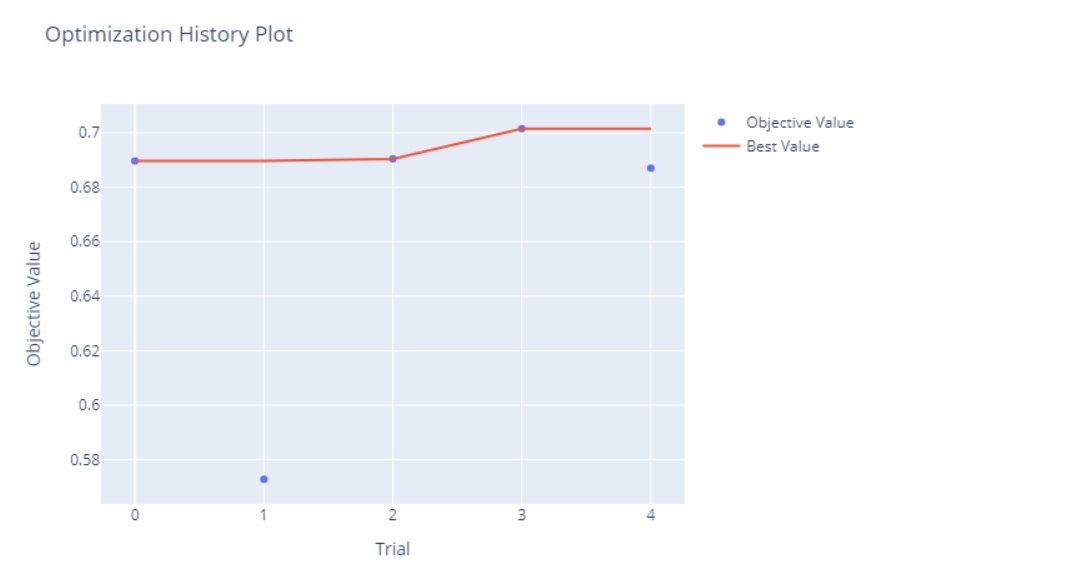 Optimization History Plot
Objective Value
Best Value
0.7
0.68
0.66
0.64
0.62
0.6
0.58
Objective Value
0 1 2 3 4
Trial